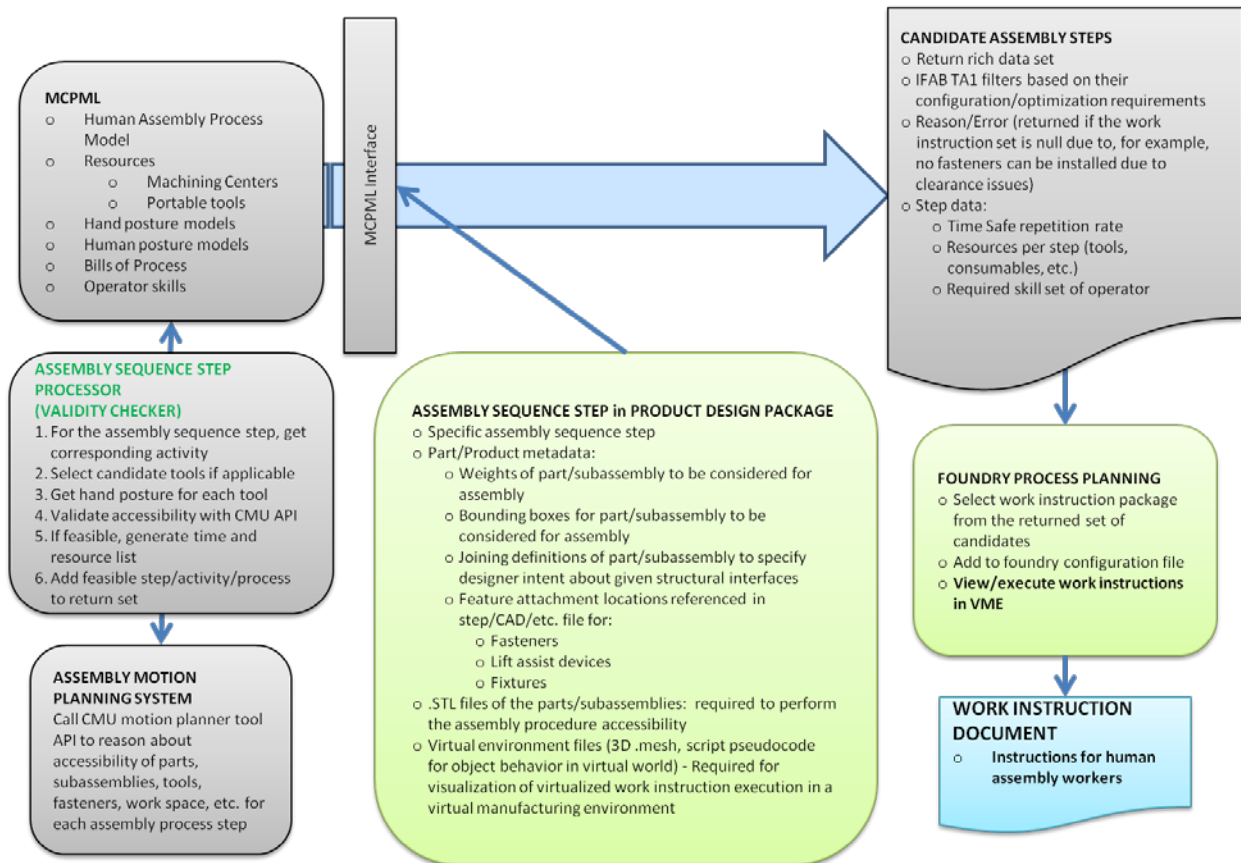 MCPML
o Human Assembly Process
Model
o Resources
o Machining Centers
o Portable tools
o Hand posture models
o Human posture models
o Bills of Process
o Operator skills
MCPML Interface
CANDIDATE ASSEMBLY STEPS
o Return rich data set
o IFAB TA1 filters based on their
configuration/optimization requirements
o Reason/Error (returned if the work
instruction set is null due to, for example,
no fasteners can be installed due to
clearance issues)
o Step data:
o Time Safe repetition rate
o Resources per step (tools,
consumables, etc.)
o Required skill set of operator
ASSEMBLY SEQUENCE STEP
PROCESSOR
(VALIDITY CHECKER)
1. For the assembly sequence step, get
corresponding activity
2. Select candidate tools if applicable
3. Get hand posture for each tool
4. Validate accessibility with CMU API
5. If feasible, generate time and
resource list
6. Add feasible step/activity/process
to return set
ASSEMBLY MOTION
PLANNING SYSTEM
Call CMU motion planner tool
API to reason about
accessibility of parts,
subassemblies, tools,
fasteners, work space, etc. for
each assembly process step
ASSEMBLY SEQUENCE STEP in PRODUCT DESIGN PACKAGE
o Specific assembly sequence step
o Part/Product metadata:
o Weights of part/subassembly to be considered for
assembly
o Bounding boxes for part/subassembly to be
considered for assembly
o Joining definitions of part/subassembly to specify
designer intent about given structural interfaces
o Feature attachment locations referenced in
step/CAD/etc. file for:
o Fasteners
o Lift assist devices
o Fixtures
o .STL files of the parts/subassemblies: required to perform
the assembly procedure accessibility
o Virtual environment files (3D .mesh, script pseudocode
for object behavior in virtual world) - Required for
visualization of virtualized work instruction execution in a
virtual manufacturing environment
FOUNDRY PROCESS PLANNING
o Select work instruction package
from the returned set of
candidates
o Add to foundry configuration file
o View/execute work instructions
in VME
WORK INSTRUCTION
DOCUMENT
o Instructions for human
assembly workers